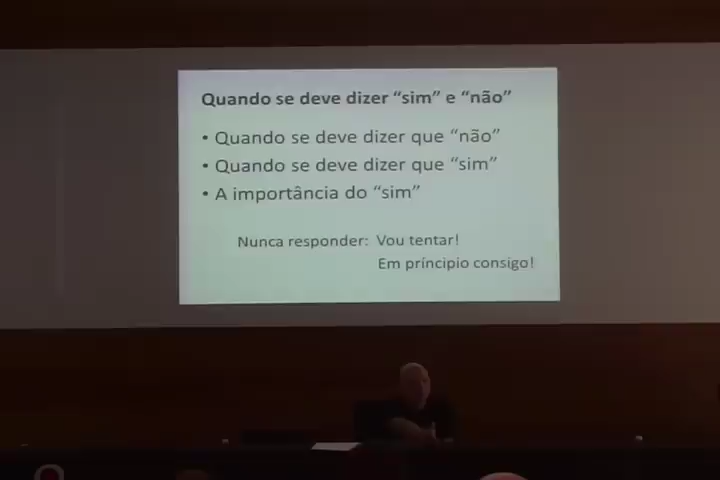 Quando se deve dizer “sim” e “não”
• Quando se deve dizer que “não”
• Quando se deve dizer que “sim”
• A importância do “sim”
Nunca responder: Vou tentar!
Em príncipio consigo!